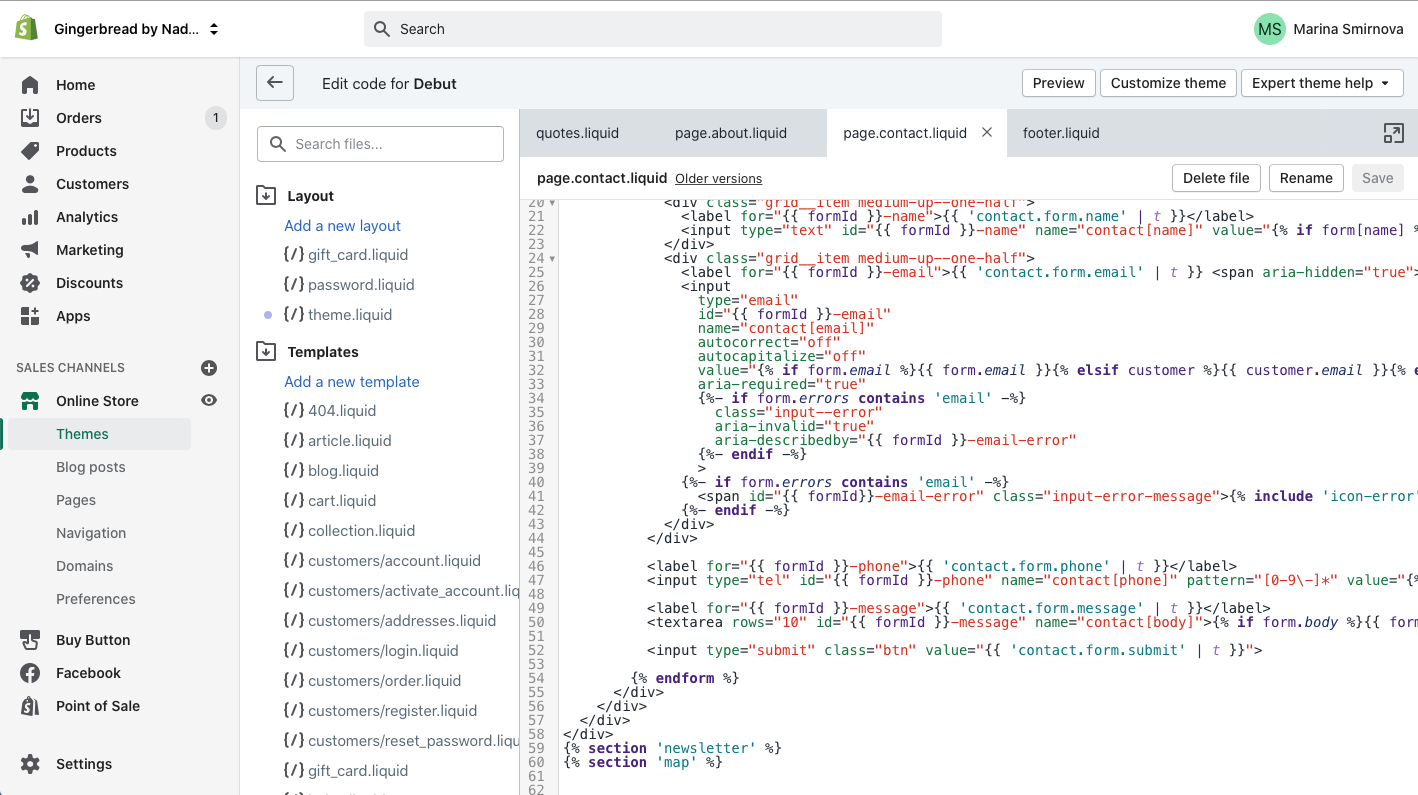 Gingerbread by Nad...
Search
MS
Marina Smirnova
Home
Orders
1
Products
Customers
Analytics
Marketing
Discounts
Apps
SALES CHANNELS
Online Store
Themes
Blog posts
Pages
Navigation
Domains
Preferences
Buy Button
Facebook
Point of Sale
Settings
Edit code for Debut
Preview
Customize theme
Expert theme help
Search files...
Layout
Add a new layout
{/} gift_card.liquid
{/} password.liquid
{/} theme.liquid
Templates
Add a new template
{/} 404.liquid
{/} article.liquid
{/} blog.liquid
{/} cart.liquid
{/} collection.liquid
{/} customers/account.liquid
{/} customers/activate_account.liq
{/} customers/addresses.liquid
{/} customers/login.liquid
{/} customers/order.liquid
{/} customers/register.liquid
{/} customers/reset_password.liqu
{/} gift_card.liquid
quotes.liquid
page.about.liquid
page.contact.liquid
footer.liquid
page.contact.liquid Older versions
Delete file
Rename
Save
20 <div class="grid__item medium-up--one-half">
21 <label for="{{ formId }}-name">{{ 'contact.form.name' | t }}</label>
22 <input type="text" id="{{ formId }}-name" name="contact[name]" value="{% if form[name] %
23 </div>
24 <div class="grid__item medium-up--one-half">
25 <label for="{{ formId }}-email">{{ 'contact.form.email' | t }} <span aria-hidden="true">
26 <input
27 type="email"
28 id="{{ formId }}-email"
29 name="contact[email]"
30 autocorrect="off"
31 autocapitalize="off"
32 value="{% if form.email %}{{ form.email }}{% elsif customer %}{{ customer.email }}{% e
33 aria-required="true"
34 {%- if form.errors contains 'email' -%}
35 class="input--error"
36 aria-invalid="true"
37 aria-describedby="{{ formId }}-email-error"
38 {%- endif -%}
39 >
40 {%- if form.errors contains 'email' -%}
41 <span id="{{ formId}}-email-error" class="input-error-message">{% include 'icon-error'
42 {%- endif -%}
43 </div>
44 </div>
45
46 <label for="{{ formId }}-phone">{{ 'contact.form.phone' | t }}</label>
47 <input type="tel" id="{{ formId }}-phone" name="contact[phone]" pattern="[0-9\-]*" value="{%
48
49 <label for="{{ formId }}-message">{{ 'contact.form.message' | t }}</label>
50 <textarea rows="10" id="{{ formId }}-message" name="contact[body]">{% if form.body %}{{ form
51
52 <input type="submit" class="btn" value="{{ 'contact.form.submit' | t }}">
53
54 {% endform %}
55 </div>
56 </div>
57 </div>
58 </div>
59 {% section 'newsletter' %}
60 {% section 'map' %}
61
62